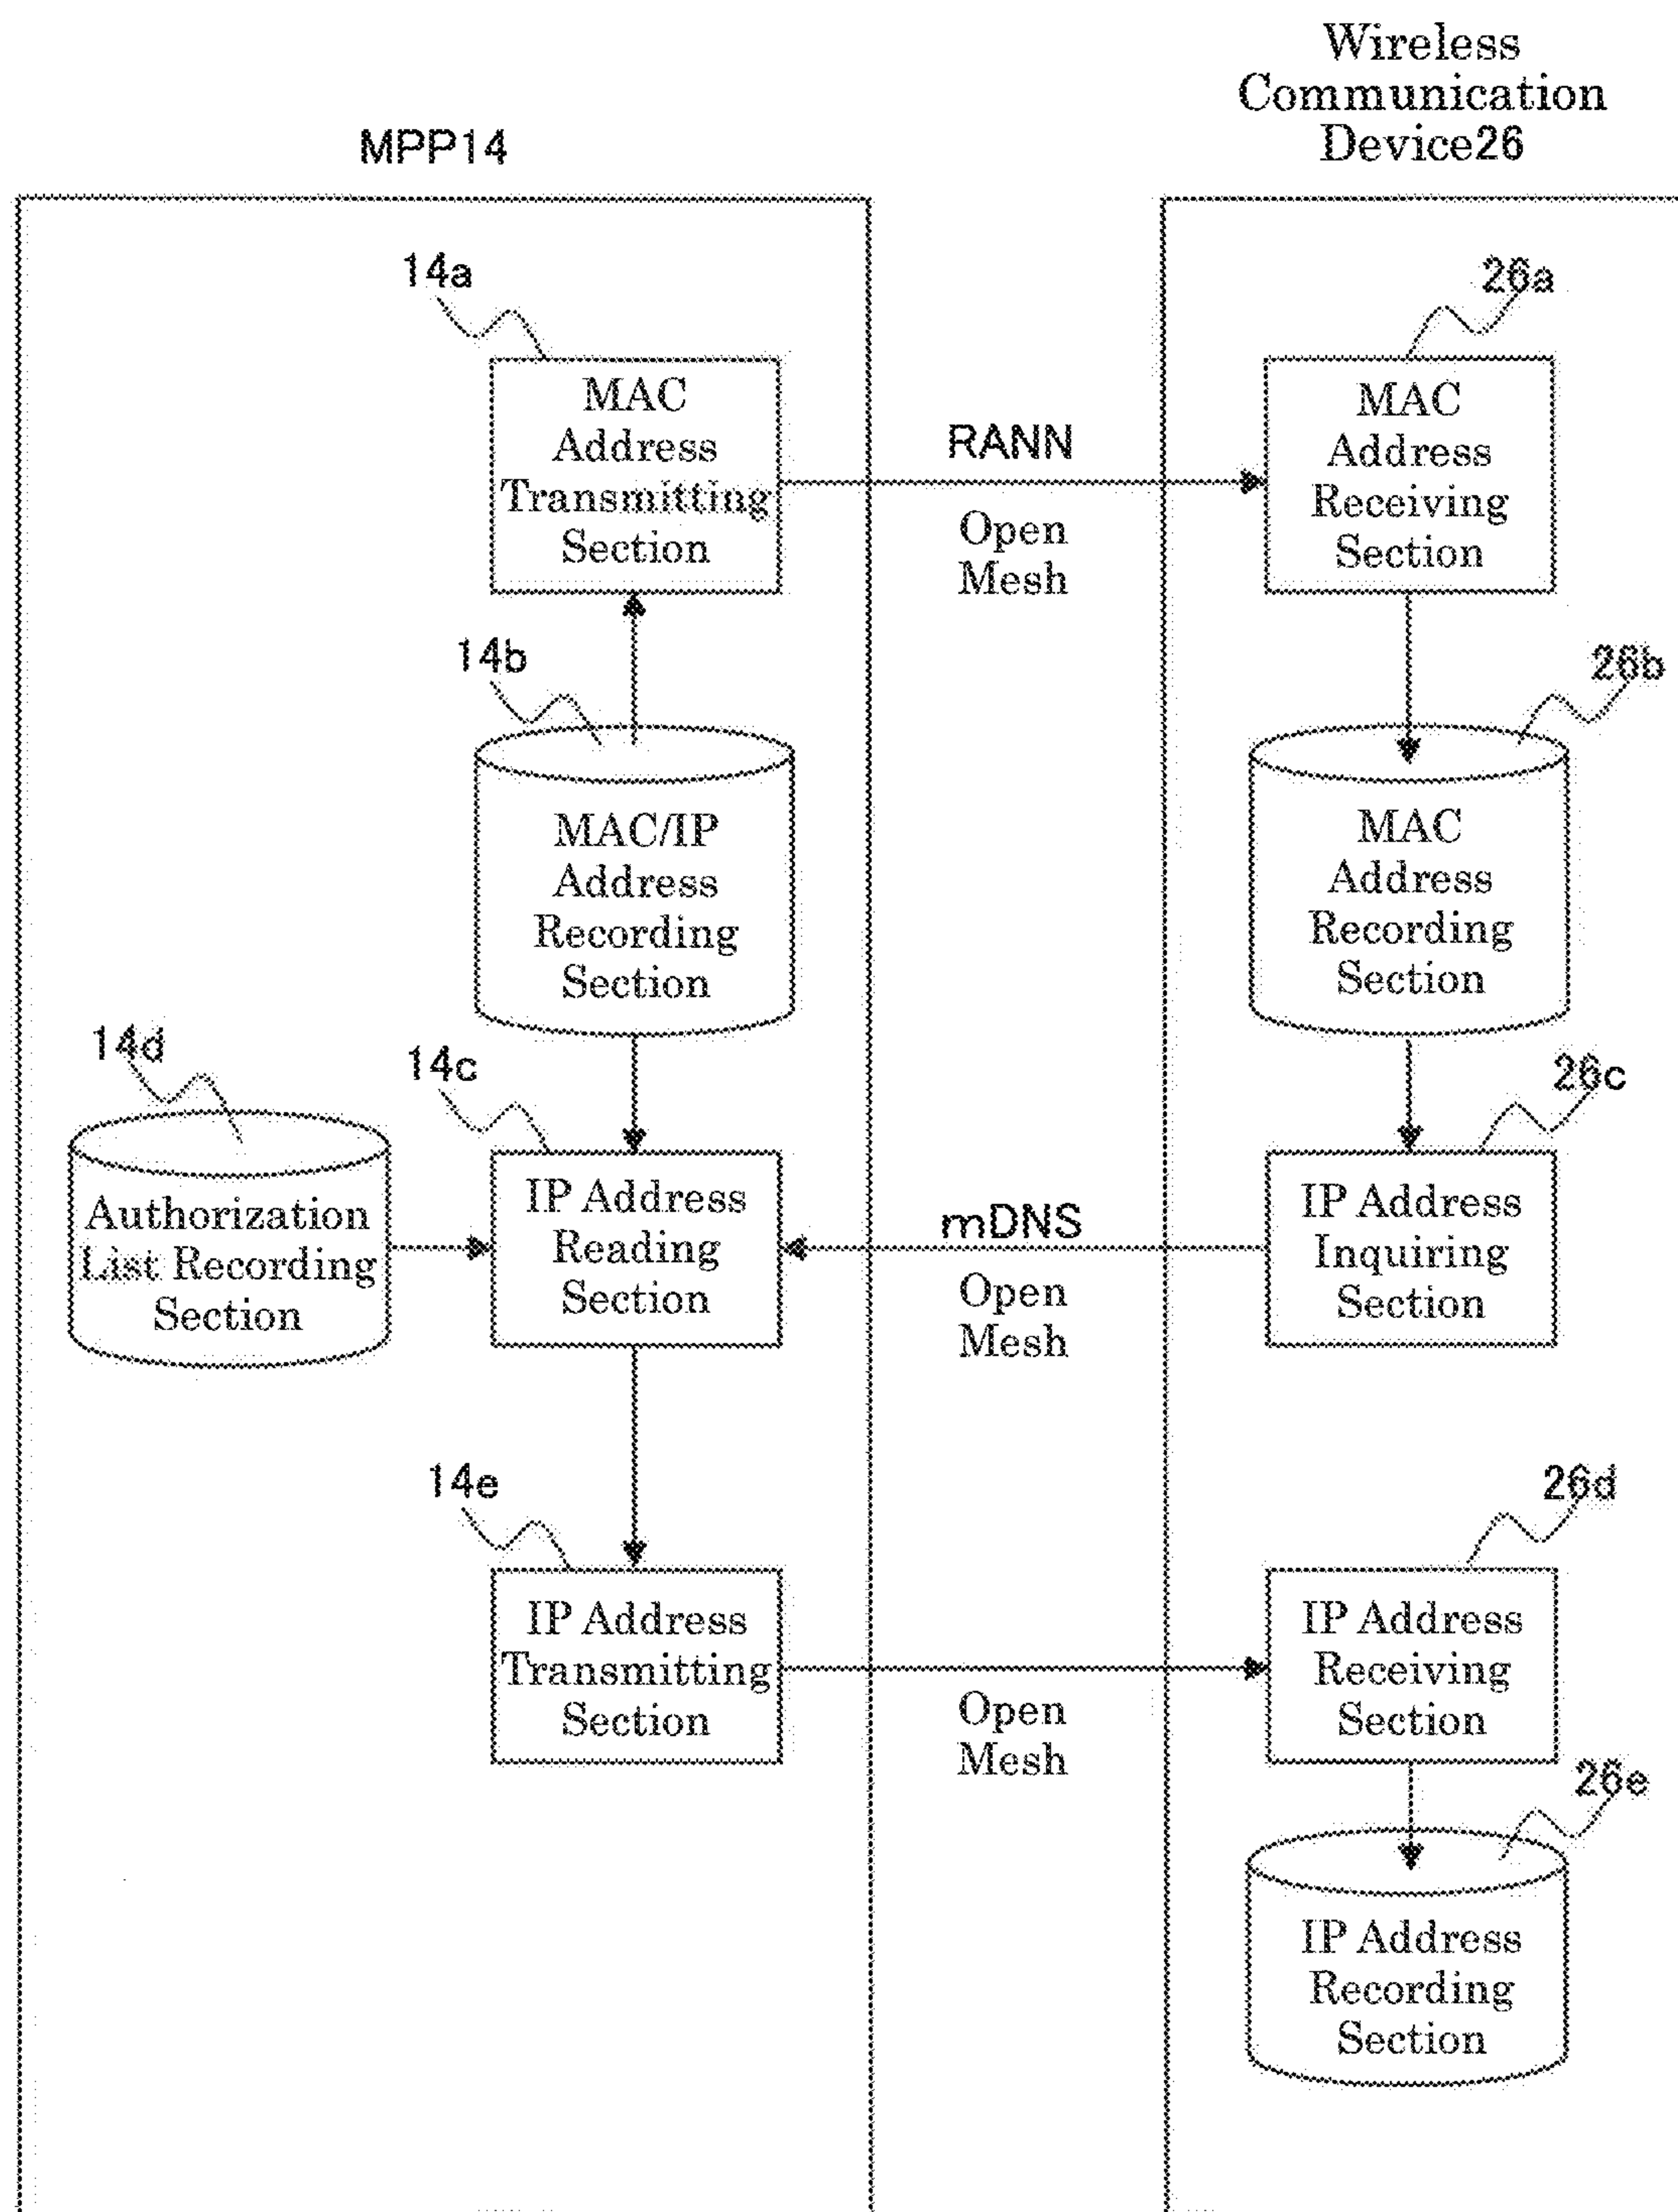 Wireless
Communication
Device26
MPP14
14a
26a
MAC
Address
Transmitting
Section
RANN
Open
Mesh
MAC
Address
Receiving
Section
14b
26b
MAC/IP
Address
Recording
Section
MAC
Address
Recording
Section
14d
14c
26c
Authorization
List Recording
Section
IP Address
Reading
Section
mDNS
Open
Mesh
IP Address
Inquiring
Section
14e
26d
IP Address
Transmitting
Section
Open
Mesh
IP Address
Receiving
Section
26e
IP Address
Recording
Section